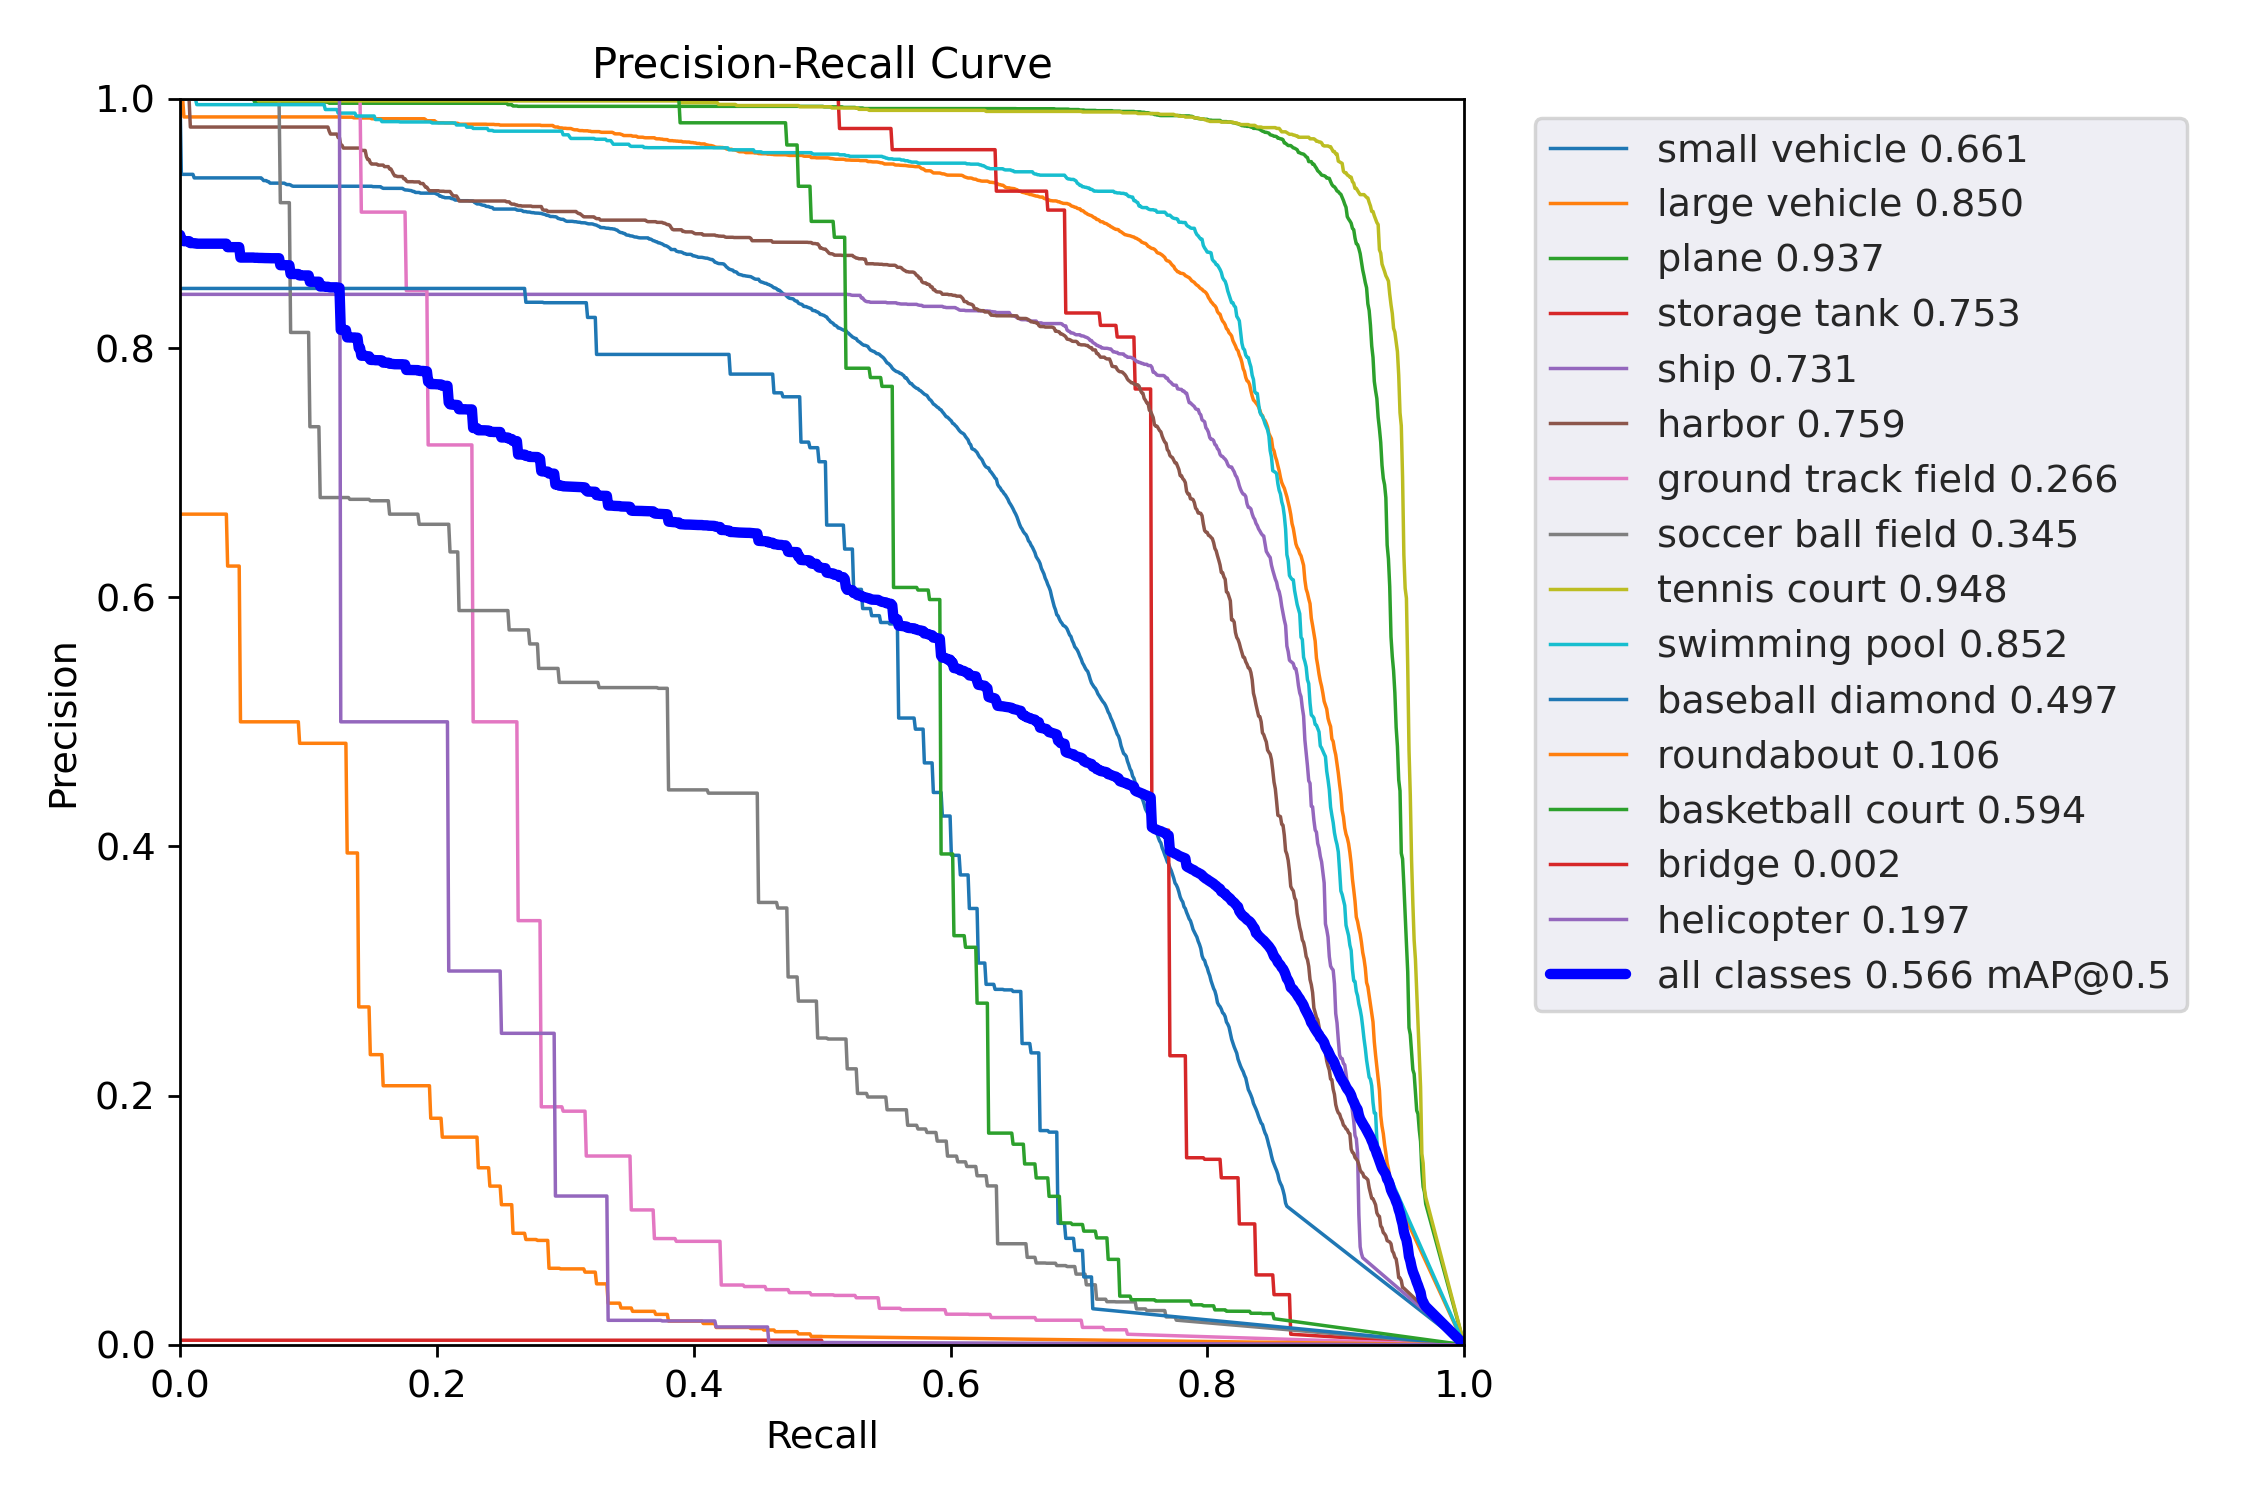 Precision-Recall Curve
1.0
0.8
0.6
0.4
0.2
0.0
Precision
0.0 0.2 0.4 0.6 0.8 1.0
Recall
small vehicle 0.661
large vehicle 0.850
plane 0.937
storage tank 0.753
ship 0.731
harbor 0.759
ground track field 0.266
soccer ball field 0.345
tennis court 0.948
swimming pool 0.852
baseball diamond 0.497
roundabout 0.106
basketball court 0.594
bridge 0.002
helicopter 0.197
all classes 0.566 mAP@0.5